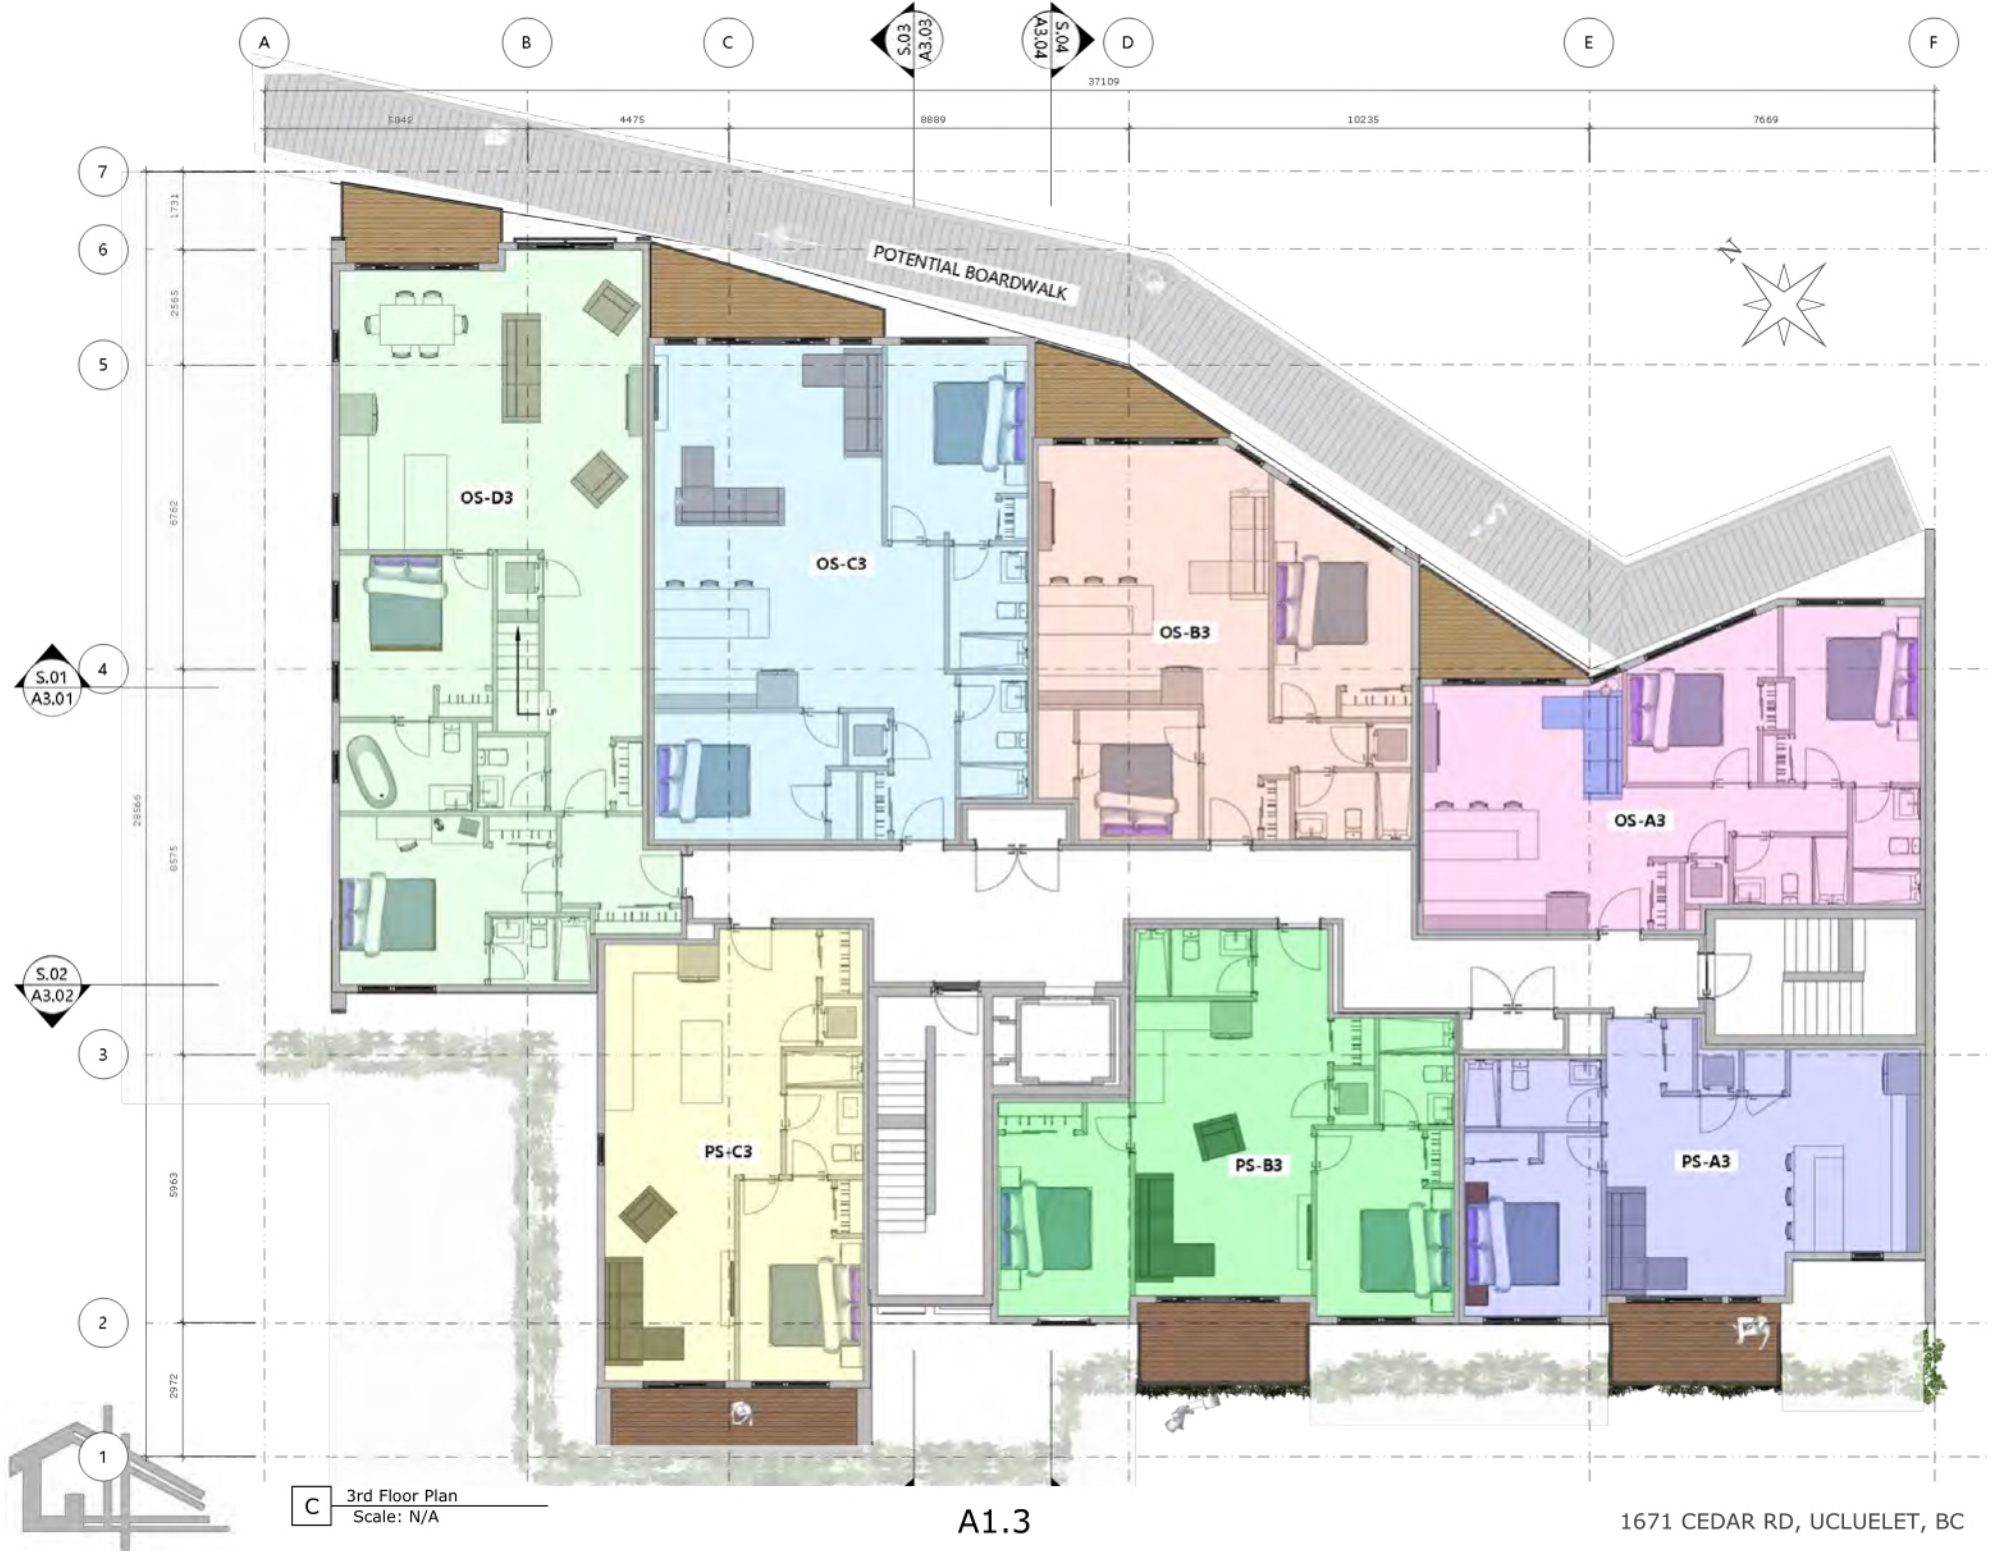 A B C S.03 A3.03 S.04 A3.04 D E F
37109
5842 4475 8889 10235 7669
7
1731
6
N
POTENTIAL BOARDWALK
2565
5
OS-D3
6762
OS-C3
OS-B3
4
S.01
A3.01
UP
28566
OS-A3
8575
S.02
A3.02
3
PS-C3
PS-B3
PS-A3
5963
2
2972
1
C
3rd Floor Plan
Scale: N/A
A1.3
1671 CEDAR RD, UCLUELET, BC